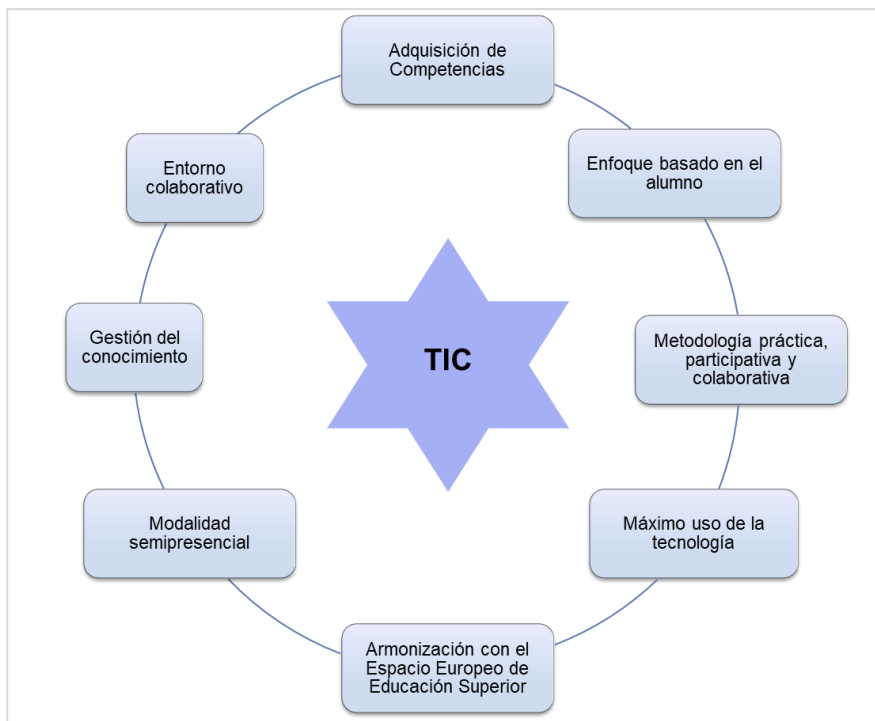 Adquisición de
Competencias
Enfoque basado en el
alumno
Metodología práctica,
participativa y
colaborativa
Máximo uso de la
tecnología
Armonización con el
Espacio Europeo de
Educación Superior
Modalidad
semipresencial
Gestión del
conocimiento
Entorno
colaborativo
TIC